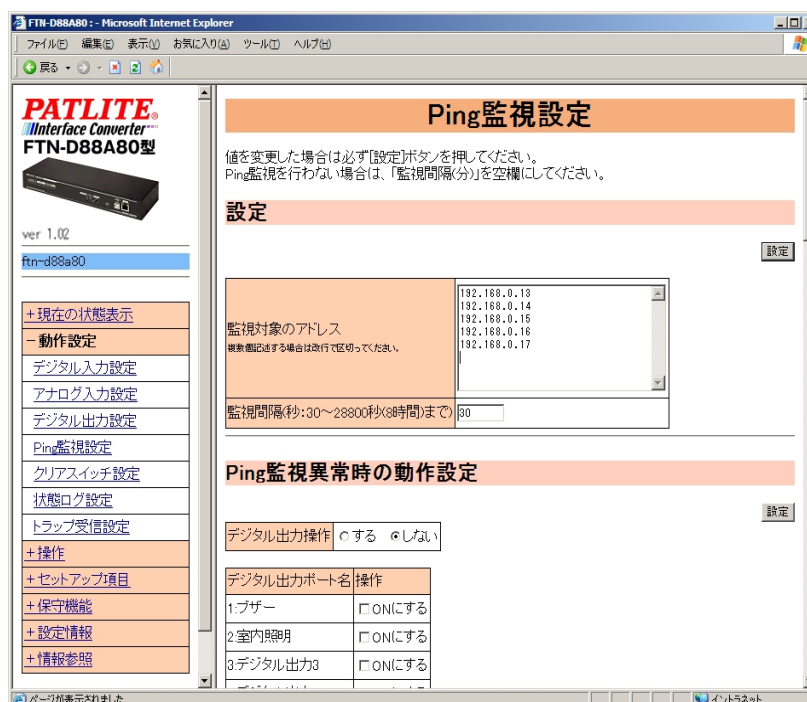 FTN-D88A80 : - Microsoft Internet Explorer
ファイル(F) 編集(E) 表示(V) お気に入り(A) ツール(T) ヘルプ(H)
戻る
PATLITE®
Interface Converter
FTN-D88A80型
ver 1.02
ftn-d88a80
+現在の状態表示
-動作設定
デジタル入力設定
アナログ入力設定
デジタル出力設定
Ping監視設定
クリアスイッチ設定
状態ログ設定
トラップ受信設定
+操作
+セットアップ項目
+保守機能
+設定情報
+情報参照
Ping監視設定
値を変更した場合は必ず[設定]ボタンを押してください。
Ping監視を行わない場合は、「監視間隔(分)」を空欄にしてください。
設定
設定
監視対象のアドレス
複数個記述する場合は改行で区切ってください。
192.168.0.13
192.168.0.14
192.168.0.15
192.168.0.16
192.168.0.17
監視間隔(秒:30～28800秒(8時間)まで) 30
Ping監視異常時の動作設定
設定
デジタル出力操作 する しない
デジタル出力ポート名 操作
1:ブザー ONにする
2:室内照明 ONにする
3:デジタル出力3 ONにする
ページが表示されました
イントラネット